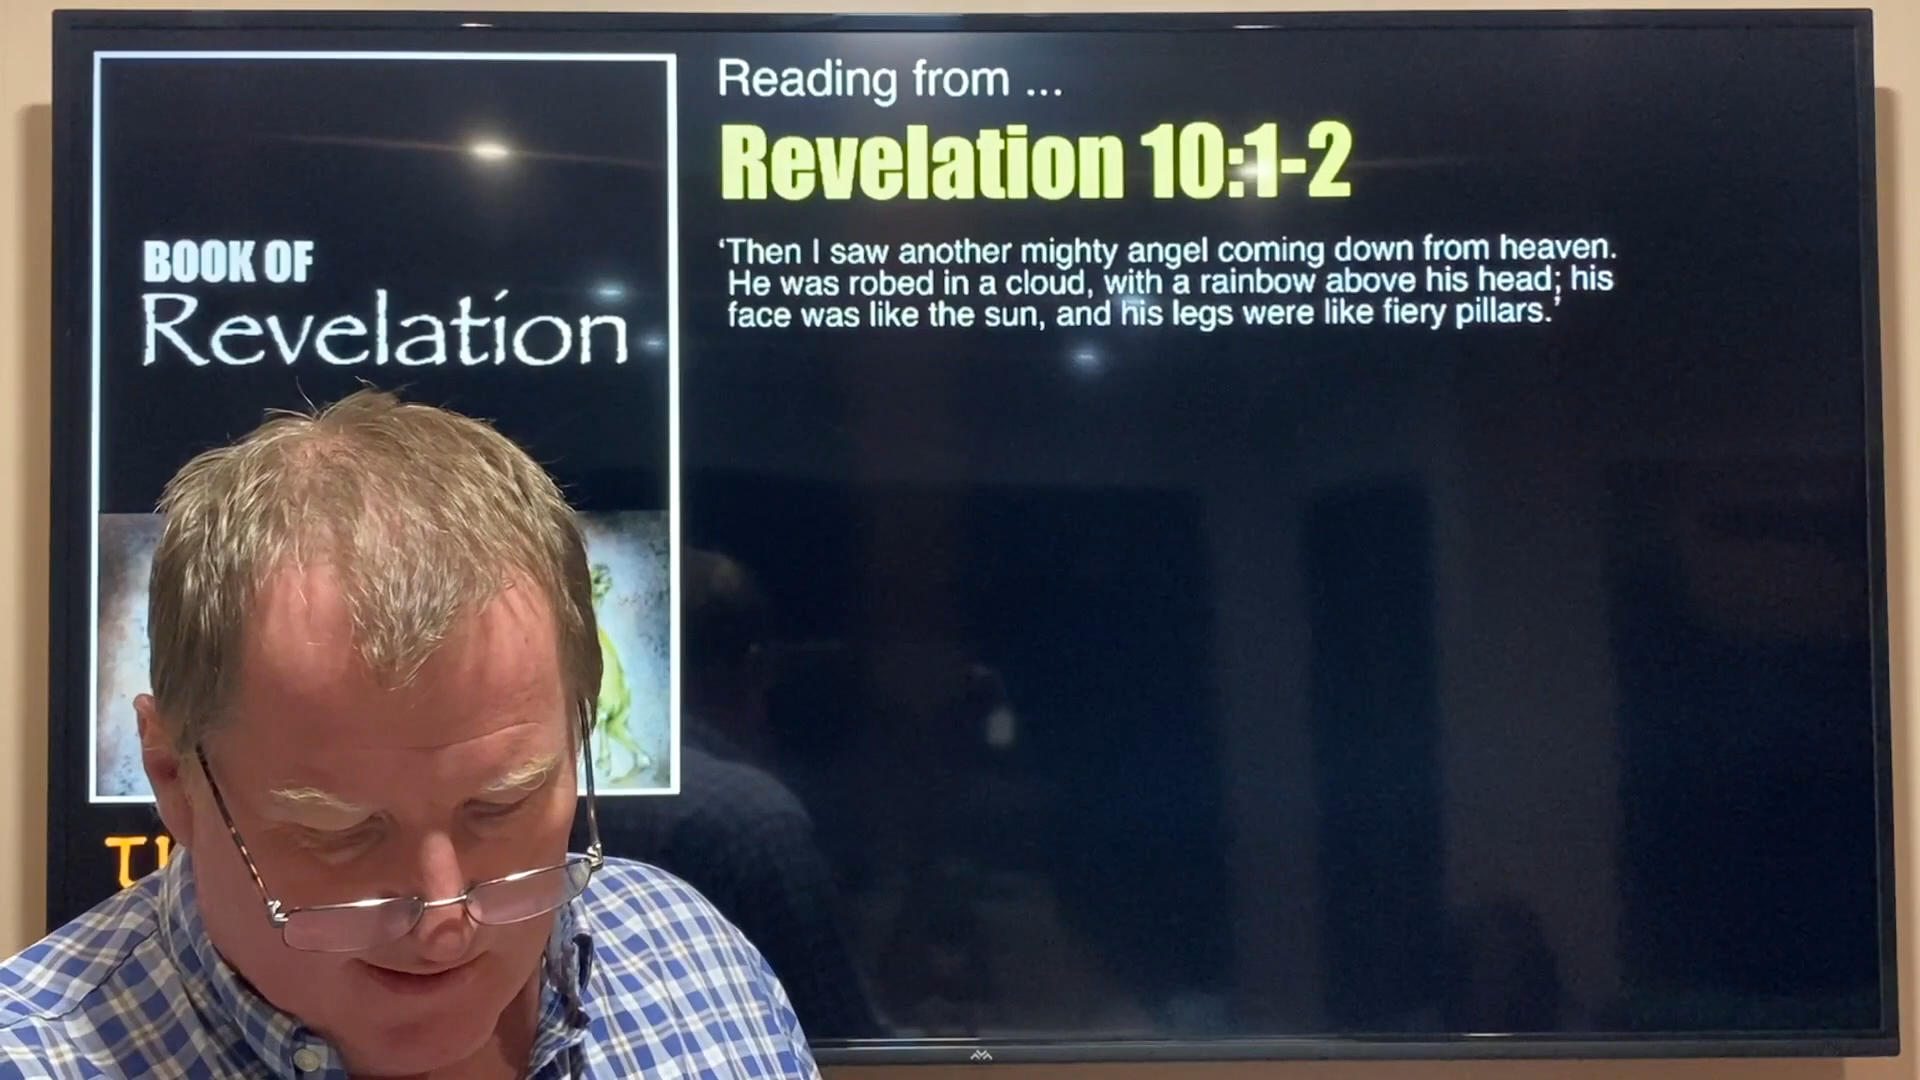 Reading from ...
Revelation 10:1-2
‘Then I saw another mighty angel coming down from heaven.
He was robed in a cloud, with a rainbow above his head; his
face was like the sun, and his legs were like fiery pillars.’
BOOK OF
Revelation